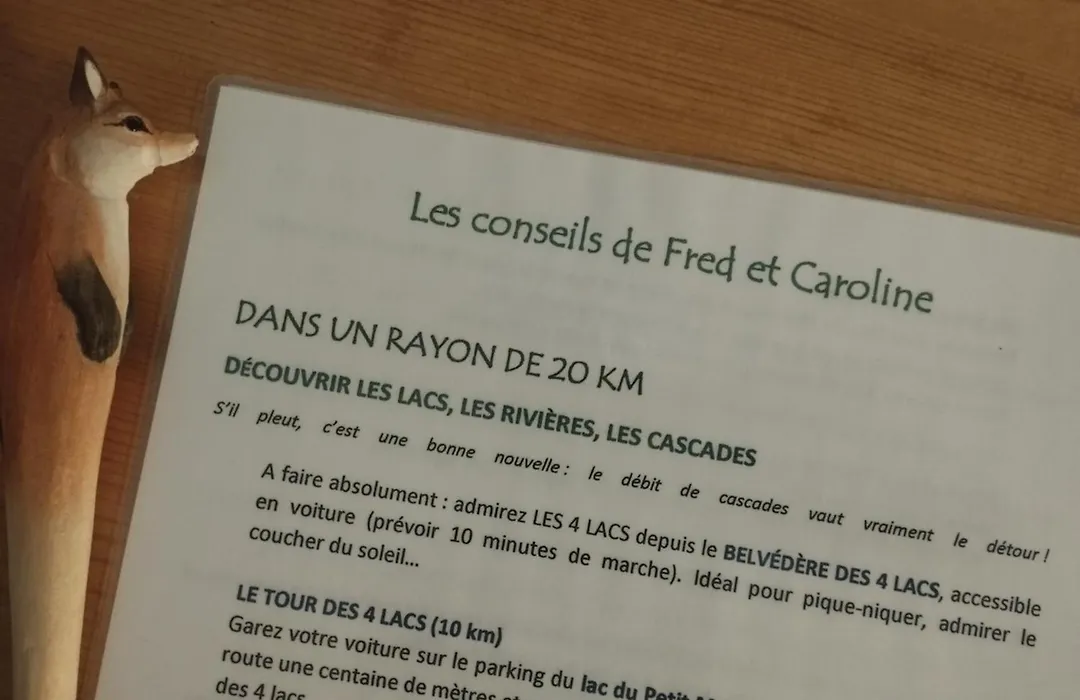 Les conseils de Fred et Caroline
DANS UN RAYON DE 20 KM
DÉCOUVRIR LES LACS, LES RIVIÈRES, LES CASCADES
S'il pleut, c'est une bonne nouvelle : le débit de cascades vaut vraiment le détour !
A faire absolument : admirez LES 4 LACS depuis le BELVÉDÈRE DES 4 LACS, accessible
en voiture (prévoir 10 minutes de marche). Idéal pour pique-niquer, admirer le
coucher du soleil...
LE TOUR DES 4 LACS (10 km)
Garez votre voiture sur le parking du lac du Petit
route une centaine de mètres
des 4 lacs